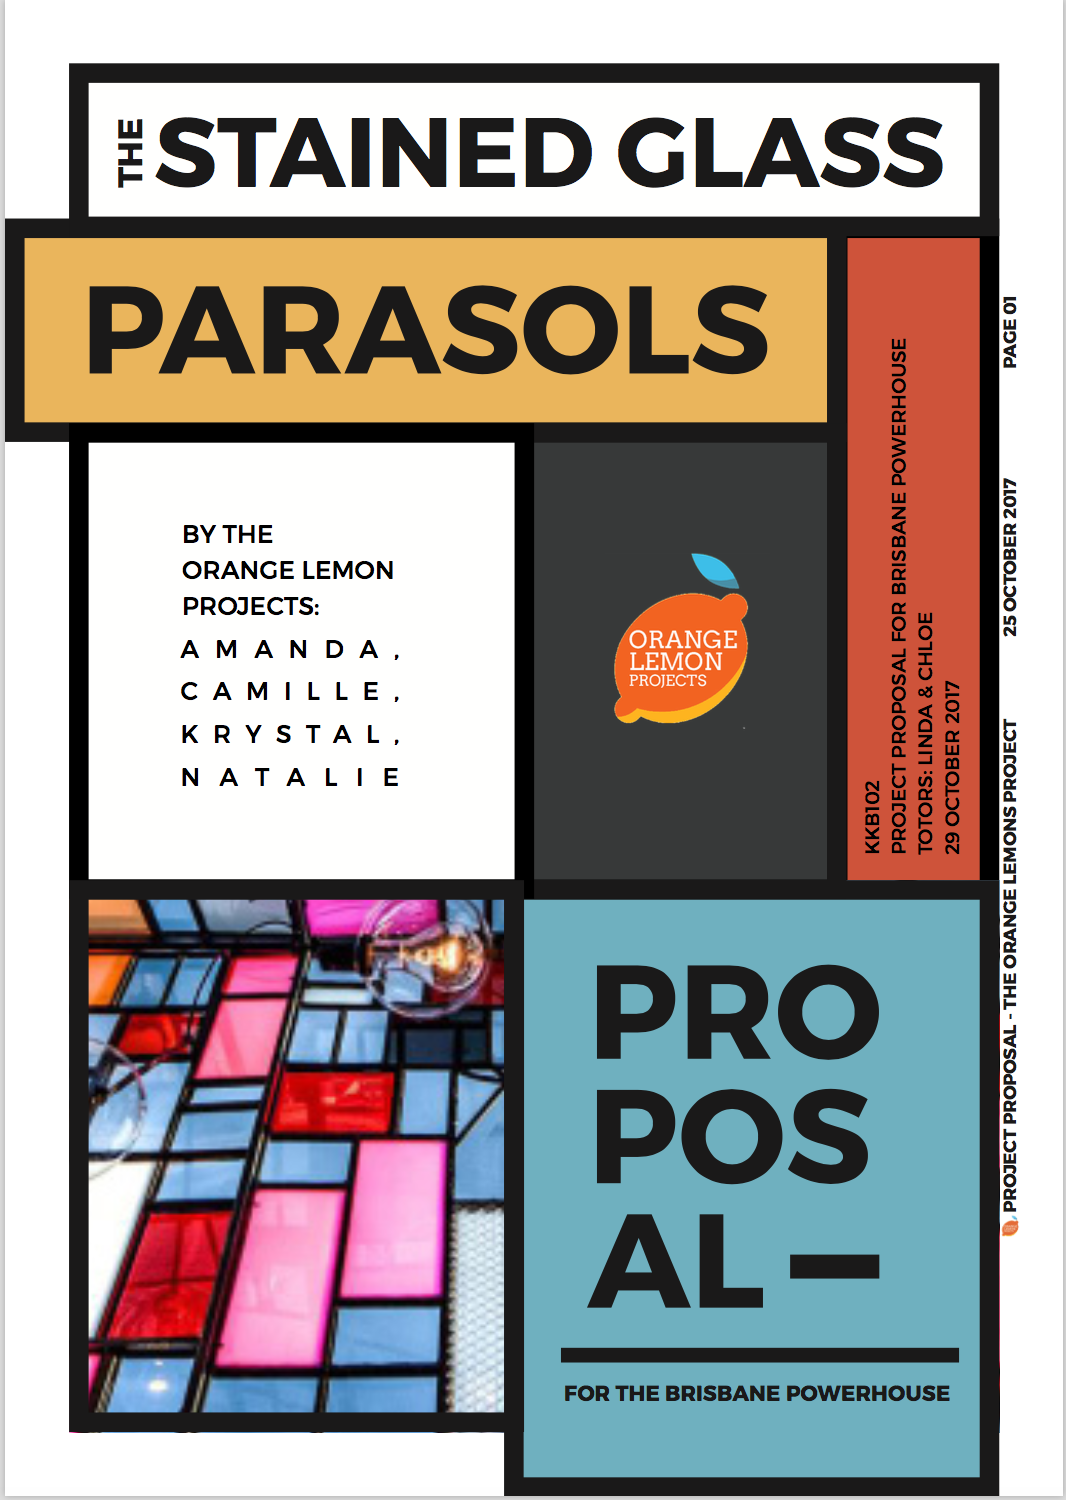 THE STAINED GLASS
PARASOLS
BY THE
ORANGE LEMON
PROJECTS:
AMANDA,
CAMILLE,
KRYSTAL,
NATALIE
ORANGE
LEMON
PROJECTS
KKB102
PROJECT PROPOSAL FOR BRISBANE POWERHOUSE
TOTORS: LINDA & CHLOE
29 OCTOBER 2017
PRO
POS
AL—
FOR THE BRISBANE POWERHOUSE
PROJECT PROPOSAL - THE ORANGE LEMONS PROJECT
25 OCTOBER 2017
PAGE 01